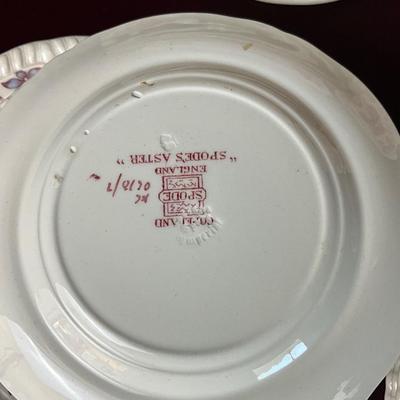 COPELAND
SPODE
ENGLAND
“SPODE'S ASTER”